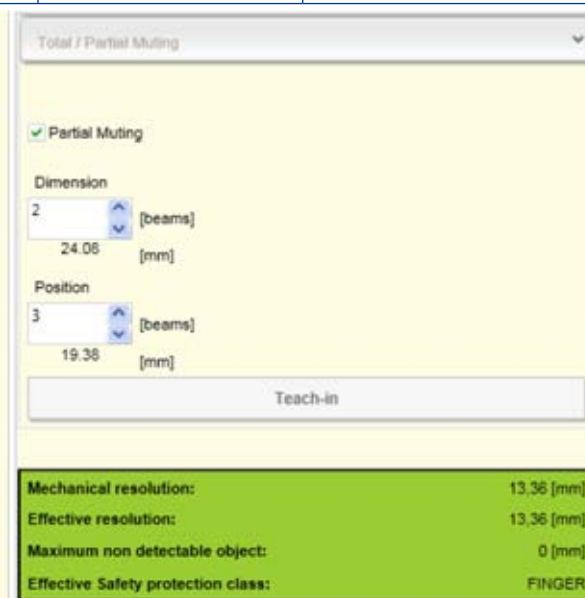 Total / Partial Muting
Partial Muting
Dimension
2 [beams]
24.06 [mm]
Position
3 [beams]
19.38 [mm]
Teach-in
Mechanical resolution: 13,36 [mm]
Effective resolution: 13,36 [mm]
Maximum non detectable object: 0 [mm]
Effective Safety protection class: FINGER